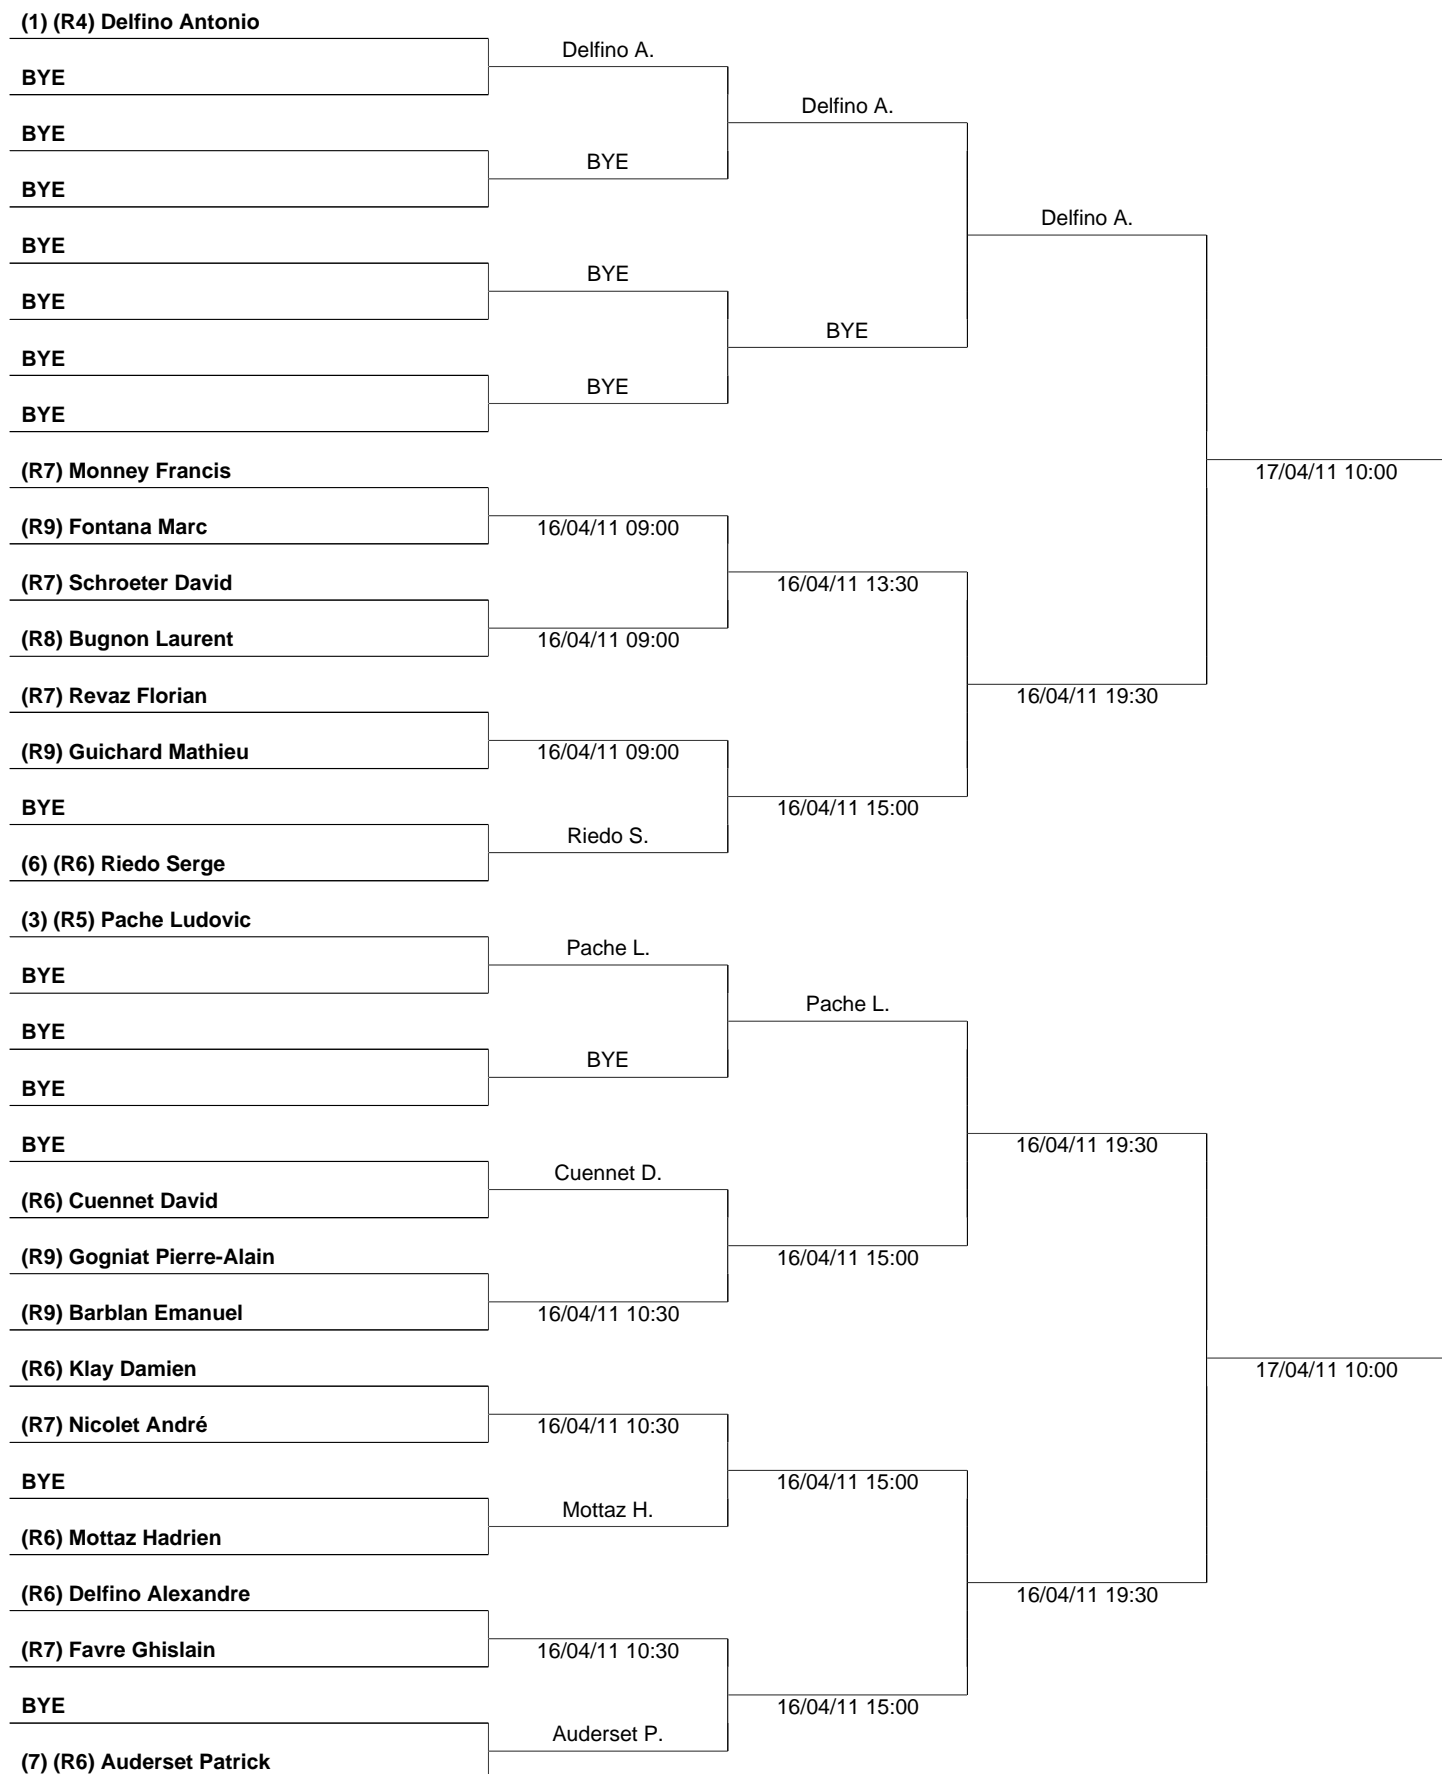 (1) (R4) Delfino Antonio
Delfino A.
BYE
Delfino A.
BYE
BYE
BYE
Delfino A.
BYE
BYE
BYE
BYE
BYE
BYE
BYE
(R7) Monney Francis
17/04/11 10:00
(R9) Fontana Marc
16/04/11 09:00
(R7) Schroeter David
16/04/11 13:30
(R8) Bugnon Laurent
16/04/11 09:00
(R7) Revaz Florian
16/04/11 19:30
(R9) Guichard Mathieu
16/04/11 09:00
BYE
16/04/11 15:00
Riedo S.
(6) (R6) Riedo Serge
(3) (R5) Pache Ludovic
Pache L.
BYE
Pache L.
BYE
BYE
BYE
BYE
16/04/11 19:30
Cuennet D.
(R6) Cuennet David
(R9) Gogniat Pierre-Alain
16/04/11 15:00
(R9) Barblan Emanuel
16/04/11 10:30
(R6) Klay Damien
17/04/11 10:00
(R7) Nicolet André
16/04/11 10:30
BYE
16/04/11 15:00
Mottaz H.
(R6) Mottaz Hadrien
(R6) Delfino Alexandre
16/04/11 19:30
(R7) Favre Ghislain
16/04/11 10:30
BYE
16/04/11 15:00
Auderset P.
(7) (R6) Auderset Patrick